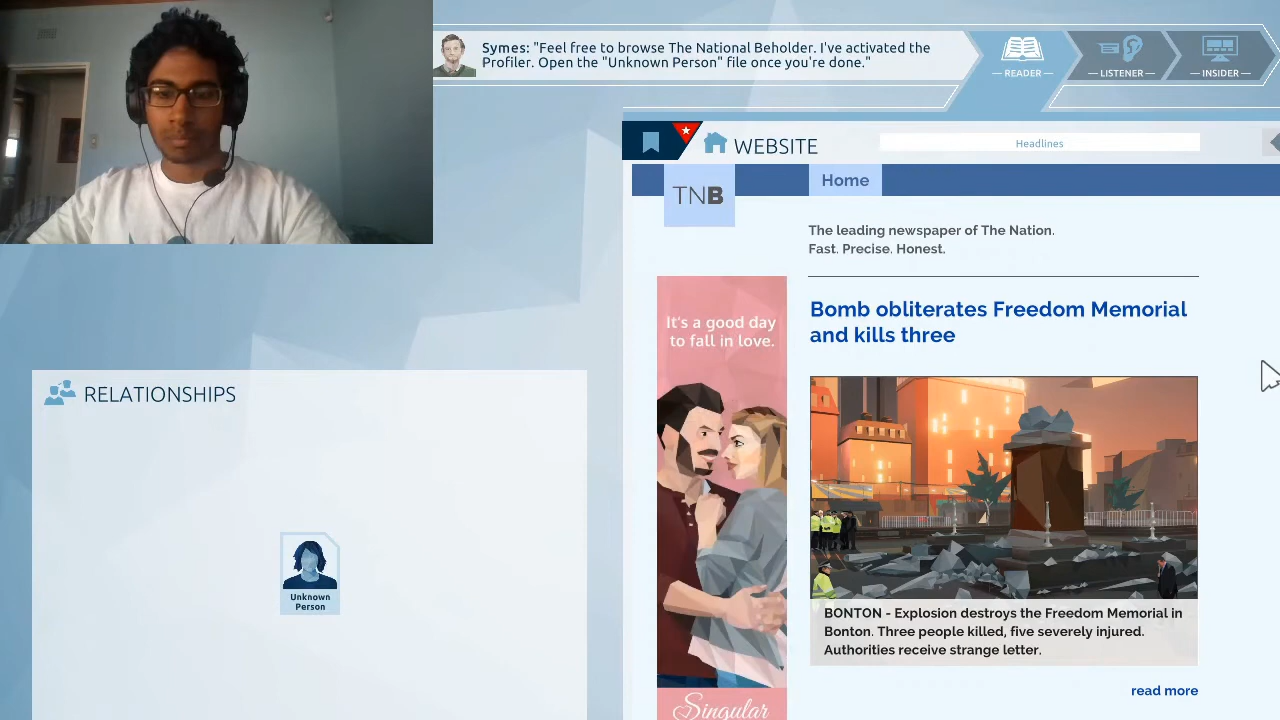 Symes: "Feel free to browse The National Beholder. I've activated the
Profiler. Open the "Unknown Person" file once you're done."
READER
LISTENER
INSIDER
WEBSITE
Headlines
TNB
Home
The leading newspaper of The Nation.
Fast. Precise. Honest.
It's a good day
to fall in love.
Singular
Bomb obliterates Freedom Memorial
and kills three
BONTON - Explosion destroys the Freedom Memorial in
Bonton. Three people killed, five severely injured.
Authorities receive strange letter.
read more
RELATIONSHIPS
Unknown
Person